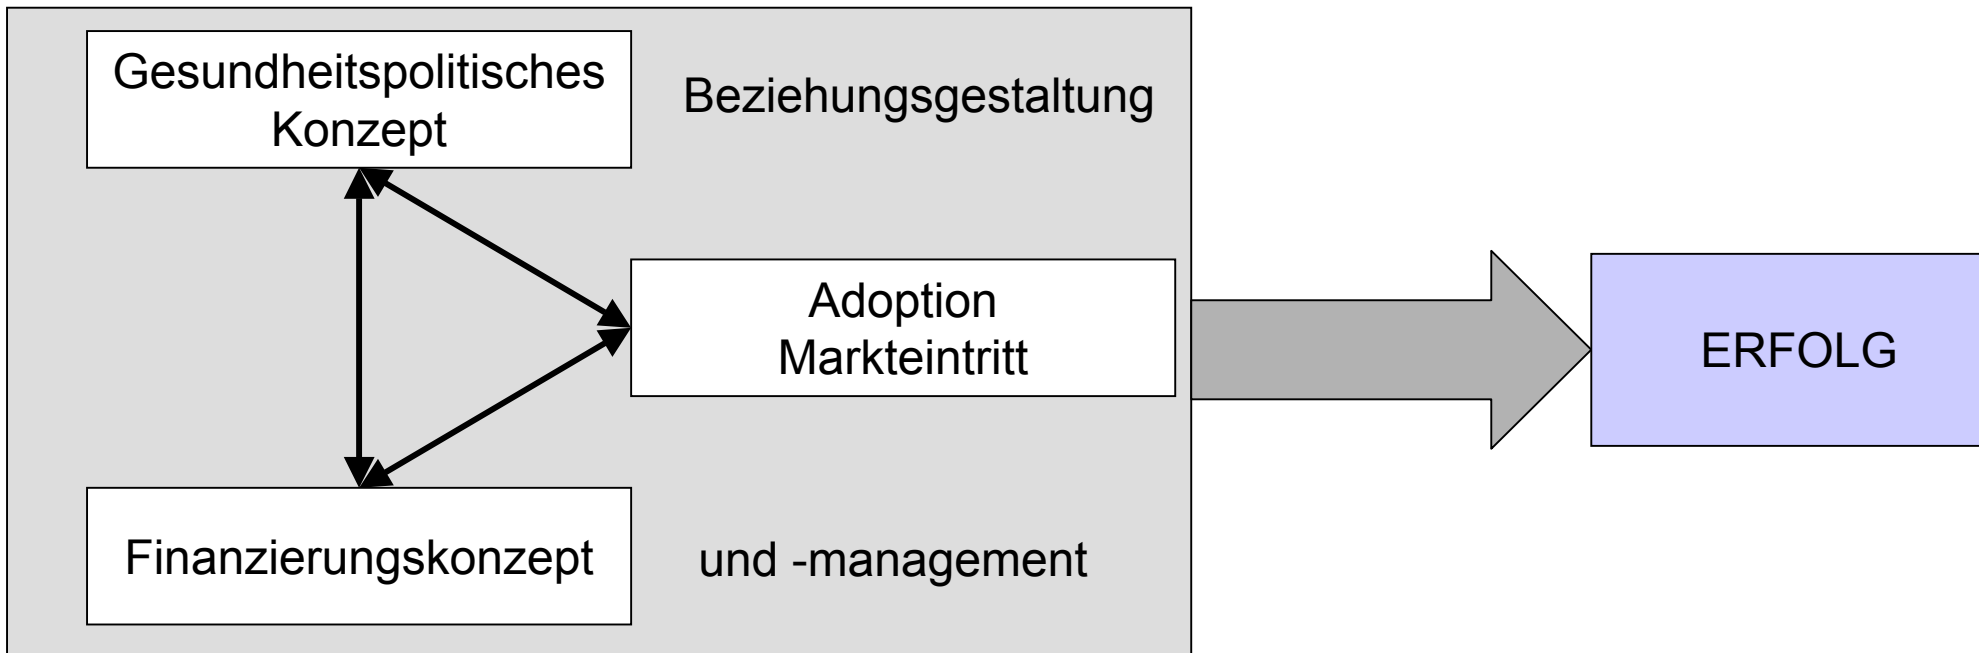 Gesundheitspolitisches
Konzept
Beziehungsgestaltung
Adoption
Markteintritt
ERFOLG
Finanzierungskonzept
und -management